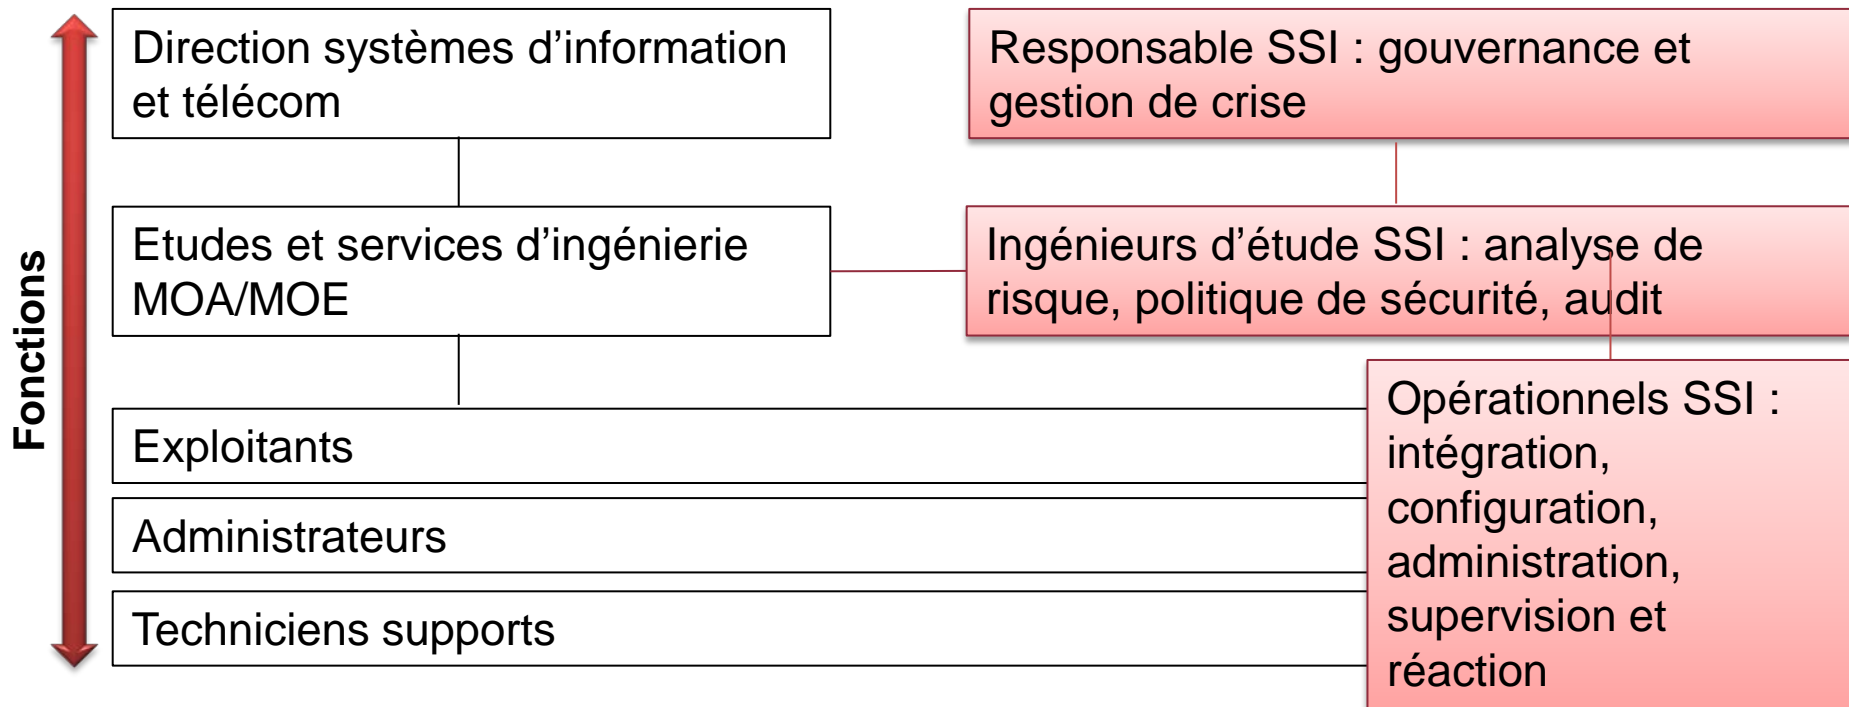 Fonctions
Direction systèmes d’information
et télécom
Responsable SSI : gouvernance et
gestion de crise
Etudes et services d’ingénierie
MOA/MOE
Ingénieurs d’étude SSI : analyse de
risque, politique de sécurité, audit
Exploitants
Administrateurs
Techniciens supports
Opérationnels SSI :
intégration,
configuration,
administration,
supervision et
réaction